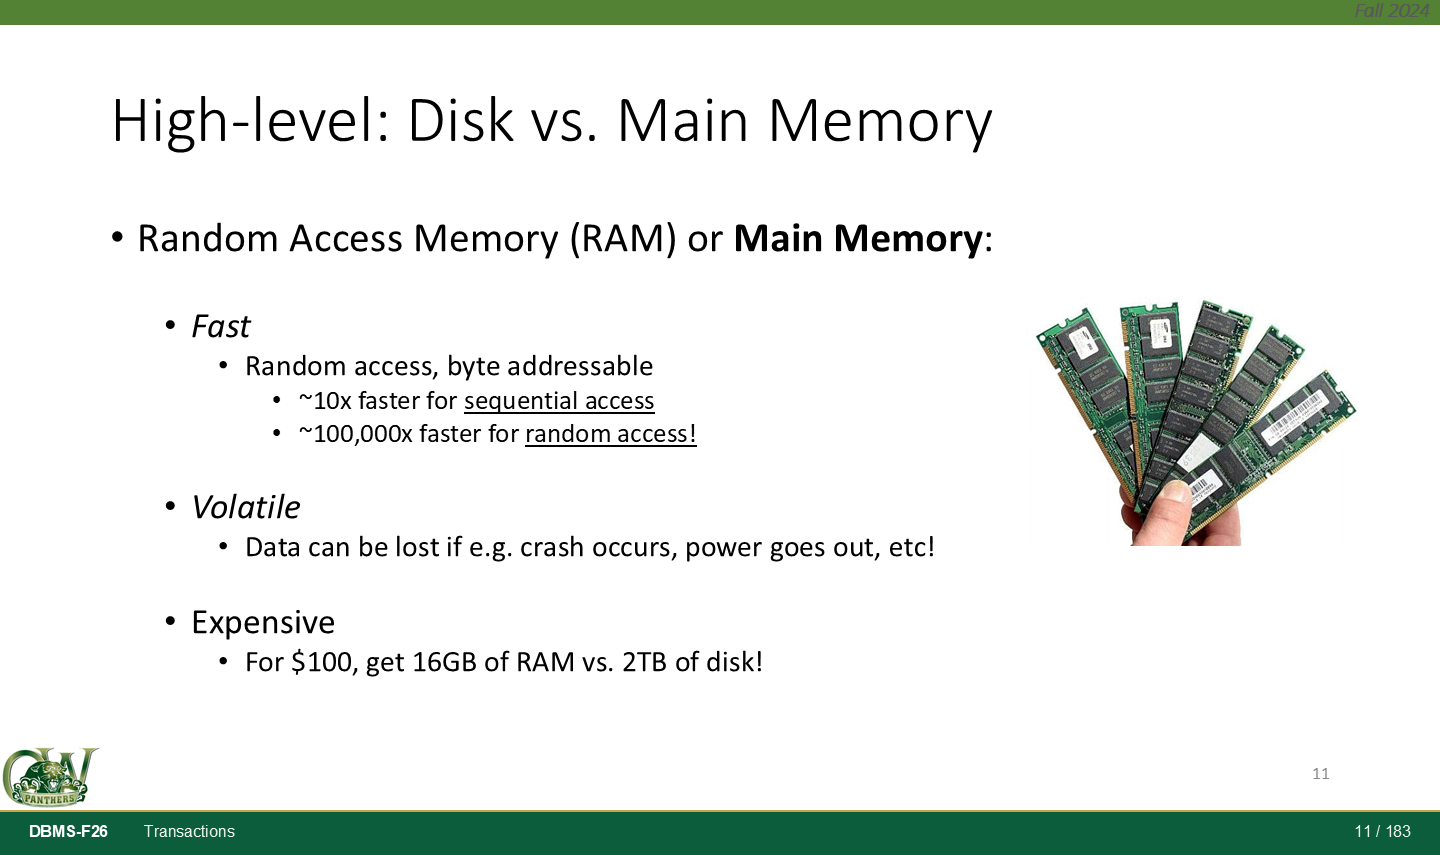 Fall 2024
High-level: Disk vs. Main Memory
• Random Access Memory (RAM) or Main Memory:
• Fast
• Random access, byte addressable
• ~10x faster for sequential access
• ~100,000x faster for random access!
• Volatile
• Data can be lost if e.g. crash occurs, power goes out, etc!
• Expensive
• For $100, get 16GB of RAM vs. 2TB of disk!
11
OW
PANTHERS
DBMS-F26 Transactions 11 / 183